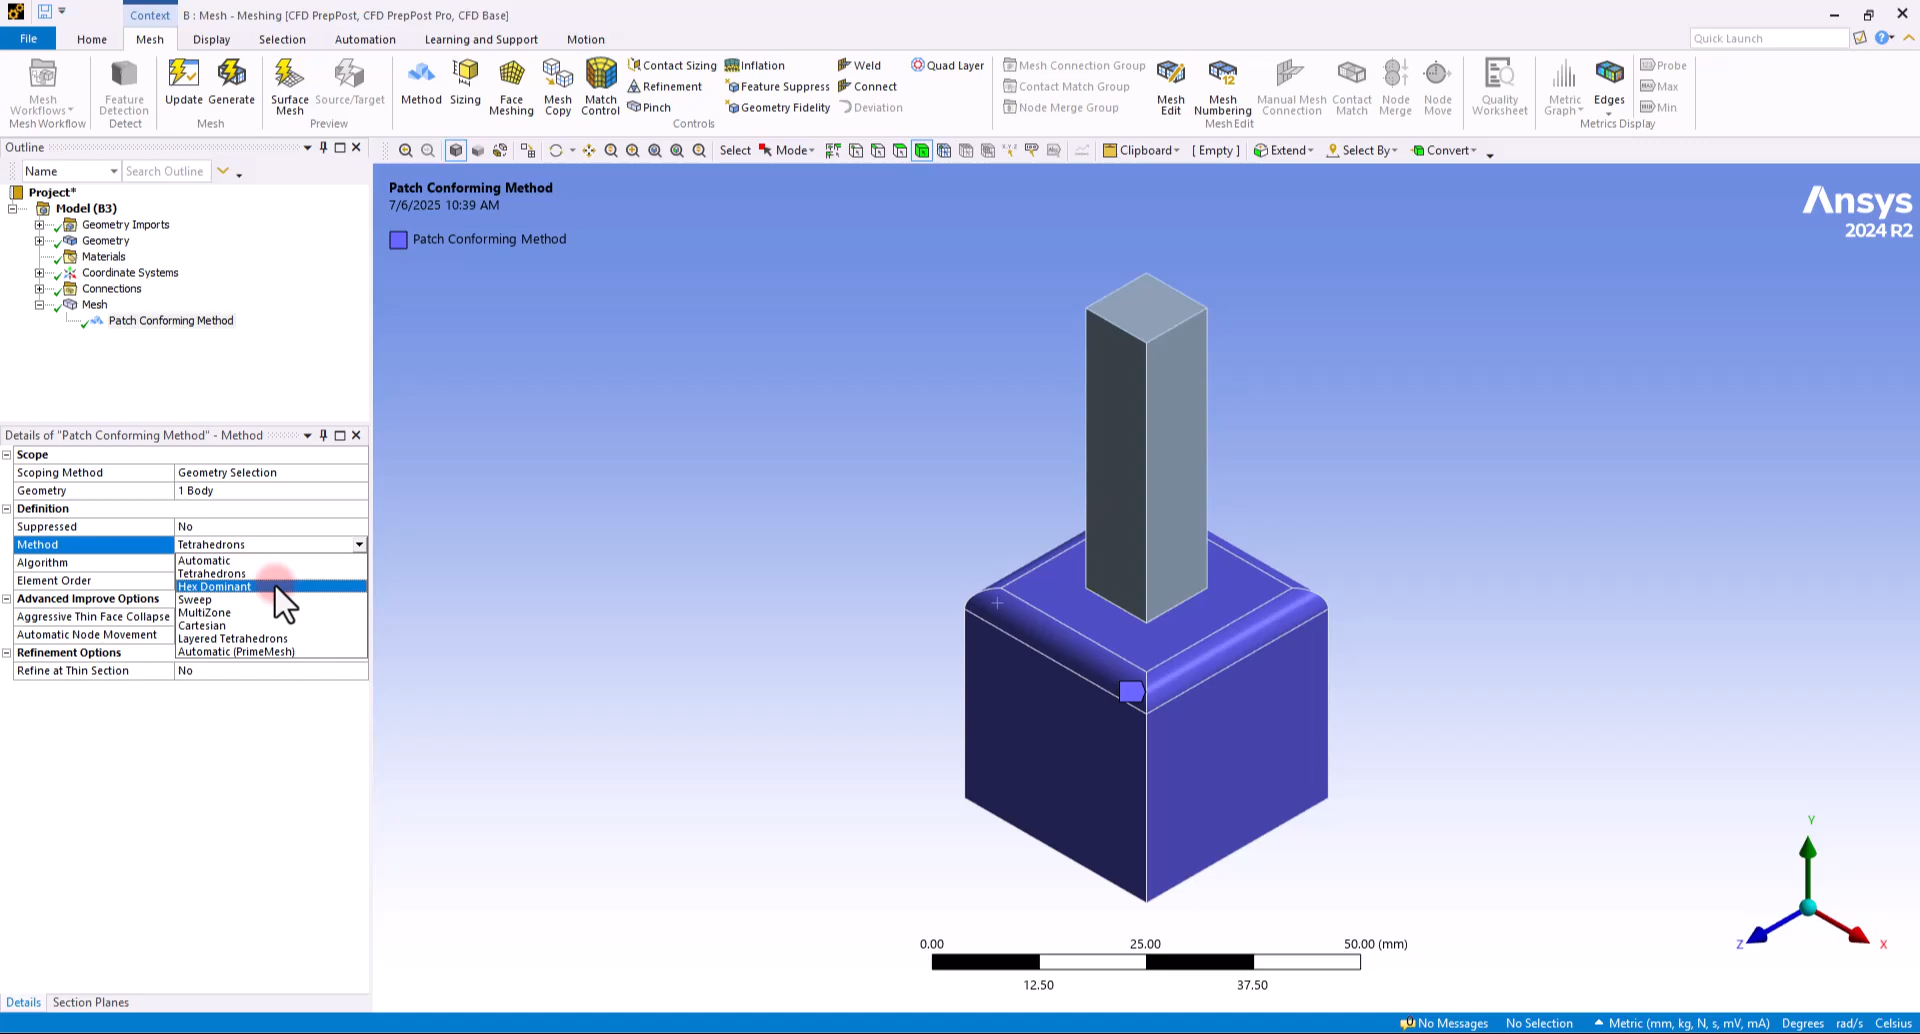 Context
B : Mesh - Meshing [CFD PrepPost, CFD PrepPost Pro, CFD Base]
File Home Mesh Display Selection Automation Learning and Support Motion
Quick Launch
Mesh Workflows
Feature Detection
Update
Generate
Surface Mesh
Source/Target
Method
Sizing
Face Meshing
Mesh Copy
Match Control
Contact Sizing
Refinement
Pinch
Inflation
Feature Suppress
Geometry Fidelity
Weld
Connect
Deviation
Quad Layer
Mesh Connection Group
Contact Match Group
Node Merge Group
Mesh Edit
Mesh Numbering
Manual Mesh Connection
Contact Match
Node Merge
Node Move
Quality Worksheet
Metric Graph
Edges
Probe
Max
Min
Mesh Workflow Detect Mesh Preview Controls Mesh Edit Metrics Display
Outline
Name
Search Outline
Select Mode Clipboard [ Empty ] Extend Select By Convert
Project*
Model (B3)
Geometry Imports
Geometry
Materials
Coordinate Systems
Connections
Mesh
Patch Conforming Method
Details of "Patch Conforming Method" - Method
Scope
Scoping Method Geometry Selection
Geometry 1 Body
Definition
Suppressed No
Method Tetrahedrons
Algorithm
Element Order
Advanced Improve Options
Aggressive Thin Face Collapse
Automatic Node Movement
Refinement Options
Refine at Thin Section No
Automatic
Tetrahedrons
Hex Dominant
Sweep
MultiZone
Cartesian
Layered Tetrahedrons
Automatic (PrimeMesh)
Details Section Planes
Patch Conforming Method
7/6/2025 10:39 AM
Patch Conforming Method
Ansys
2024 R2
Y
Z
X
0.00 25.00 50.00 (mm)
12.50 37.50
No Messages No Selection Metric (mm, kg, N, s, mV, mA) Degrees rad/s Celsius